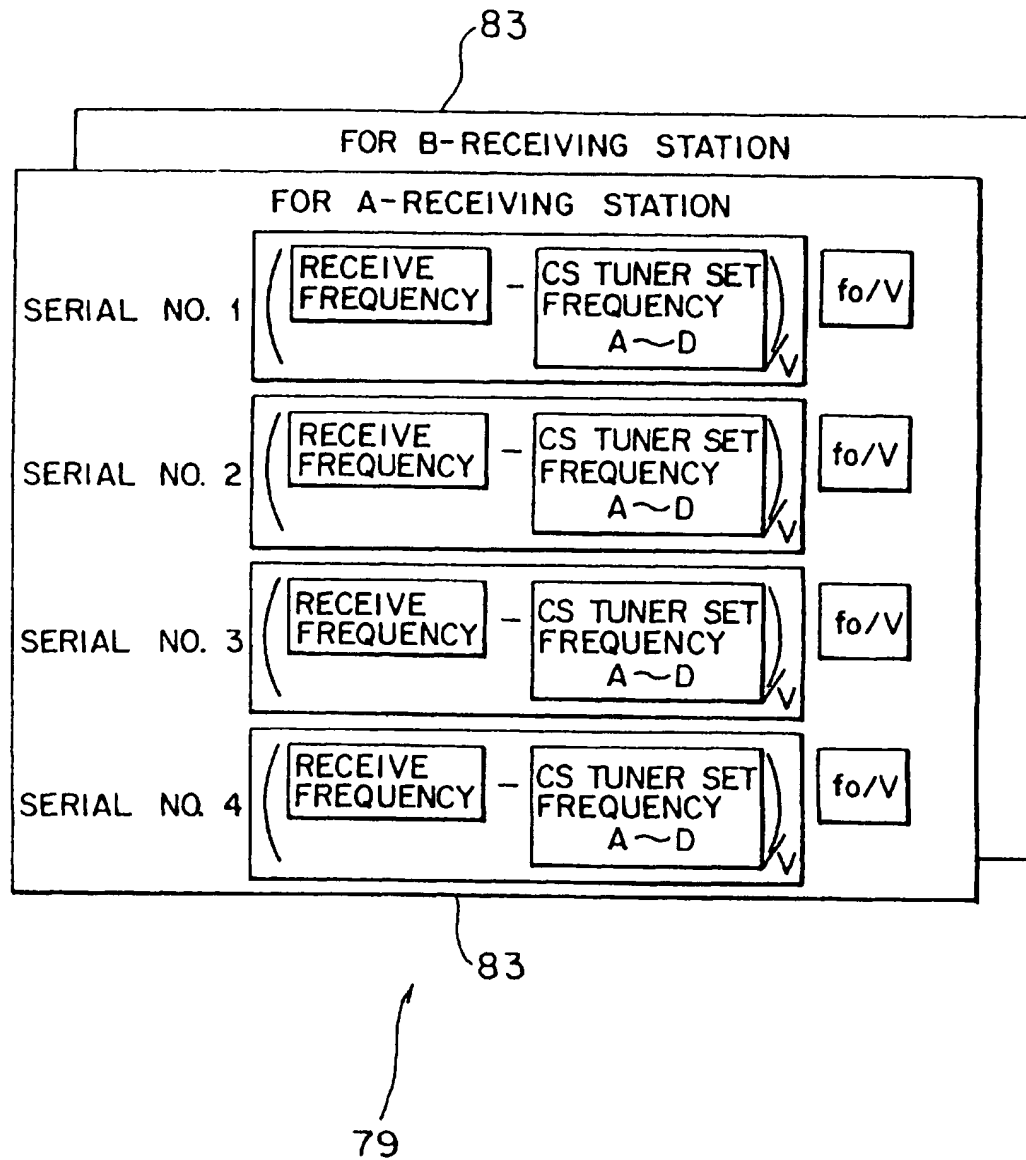 83
FOR B-RECEIVING STATION
FOR A-RECEIVING STATION
SERIAL NO. 1
( RECEIVE FREQUENCY - CS TUNER SET FREQUENCY A~D )/V
fo/V
SERIAL NO. 2
( RECEIVE FREQUENCY - CS TUNER SET FREQUENCY A~D )/V
fo/V
SERIAL NO. 3
( RECEIVE FREQUENCY - CS TUNER SET FREQUENCY A~D )/V
fo/V
SERIAL NO. 4
( RECEIVE FREQUENCY - CS TUNER SET FREQUENCY A~D )/V
fo/V
83
79